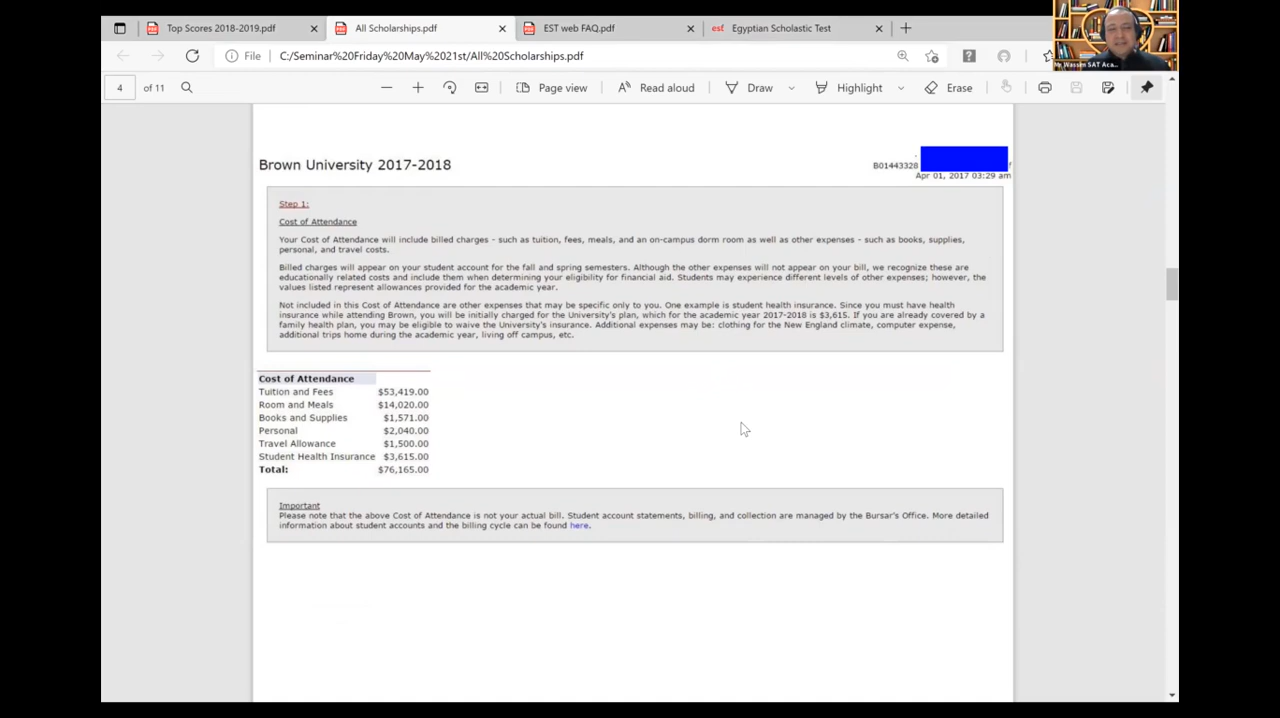 Top Scores 2018-2019.pdf
All Scholarships.pdf
EST web FAQ.pdf
est
Egyptian Scholastic Test
File
C:/Seminar%20Friday%20May%2021st/All%20Scholarships.pdf
4
of 11
Page view
Read aloud
Draw
Highlight
Erase
Mr Wassim SAT Aca...
Brown University 2017-2018
B01443328
Apr 01, 2017 03:29 am
Step 1:
Cost of Attendance
Your Cost of Attendance will include billed charges - such as tuition, fees, meals, and an on-campus dorm room as well as other expenses - such as books, supplies,
personal, and travel costs.
Billed charges will appear on your student account for the fall and spring semesters. Although the other expenses will not appear on your bill, we recognize these are
educationally related costs and include them when determining your eligibility for financial aid. Students may experience different levels of other expenses; however, the
values listed represent allowances provided for the academic year.
Not included in this Cost of Attendance are other expenses that may be specific only to you. One example is student health insurance. Since you must have health
insurance while attending Brown, you will be initially charged for the University's plan, which for the academic year 2017-2018 is $3,615. If you are already covered by a
family health plan, you may be eligible to waive the University's insurance. Additional expenses may be: clothing for the New England climate, computer expense,
additional trips home during the academic year, living off campus, etc.
Cost of Attendance
Tuition and Fees $53,419.00
Room and Meals $14,020.00
Books and Supplies $1,571.00
Personal $2,040.00
Travel Allowance $1,500.00
Student Health Insurance $3,615.00
Total: $76,165.00
Important
Please note that the above Cost of Attendance is not your actual bill. Student account statements, billing, and collection are managed by the Bursar's Office. More detailed
information about student accounts and the billing cycle can be found here.